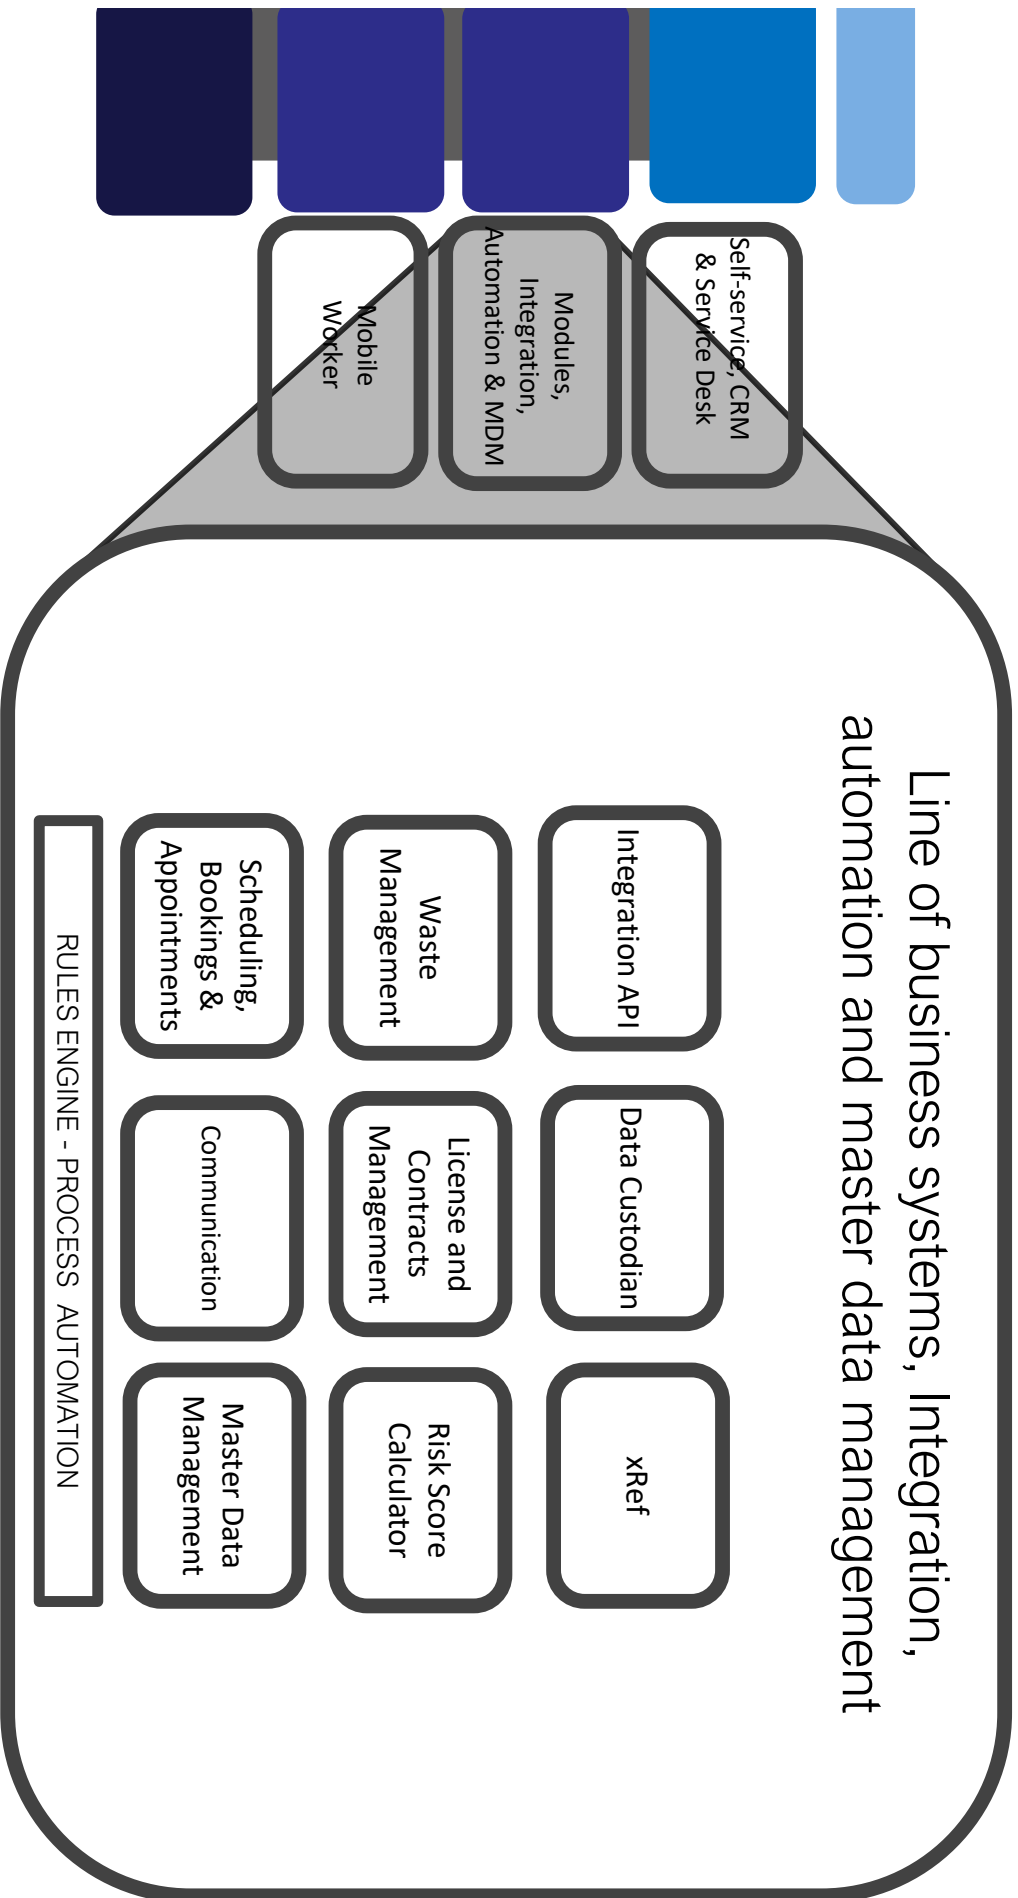 Self-service, CRM
& Service Desk
Modules,
Integration,
Automation & MDM
Mobile
Worker
Line of business systems, Integration,
automation and master data management
Integration API
Data Custodian
xRef
Waste
Management
License and
Contracts
Management
Risk Score
Calculator
Scheduling,
Bookings &
Appointments
Communication
Master Data
Management
RULES ENGINE - PROCESS AUTOMATION